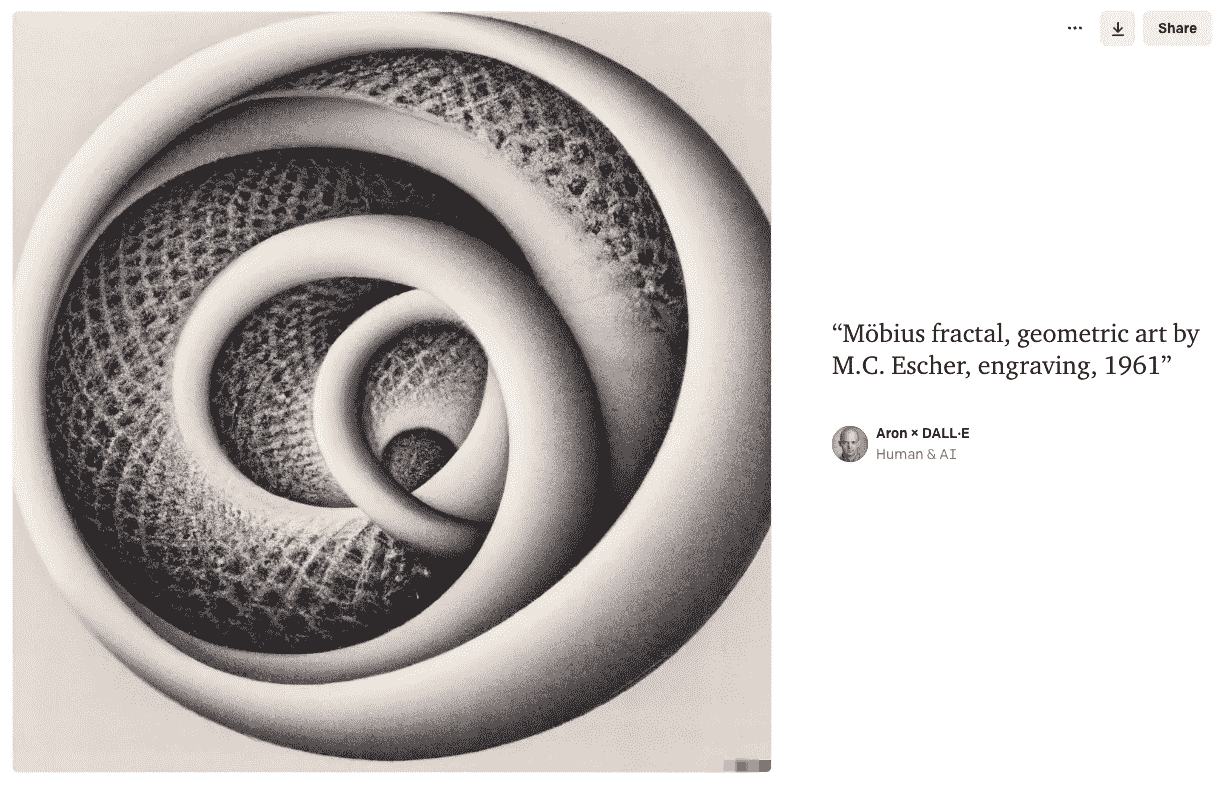 Share
“Möbius fractal, geometric art by
M.C. Escher, engraving, 1961”
Aron × DALL·E
Human & AI